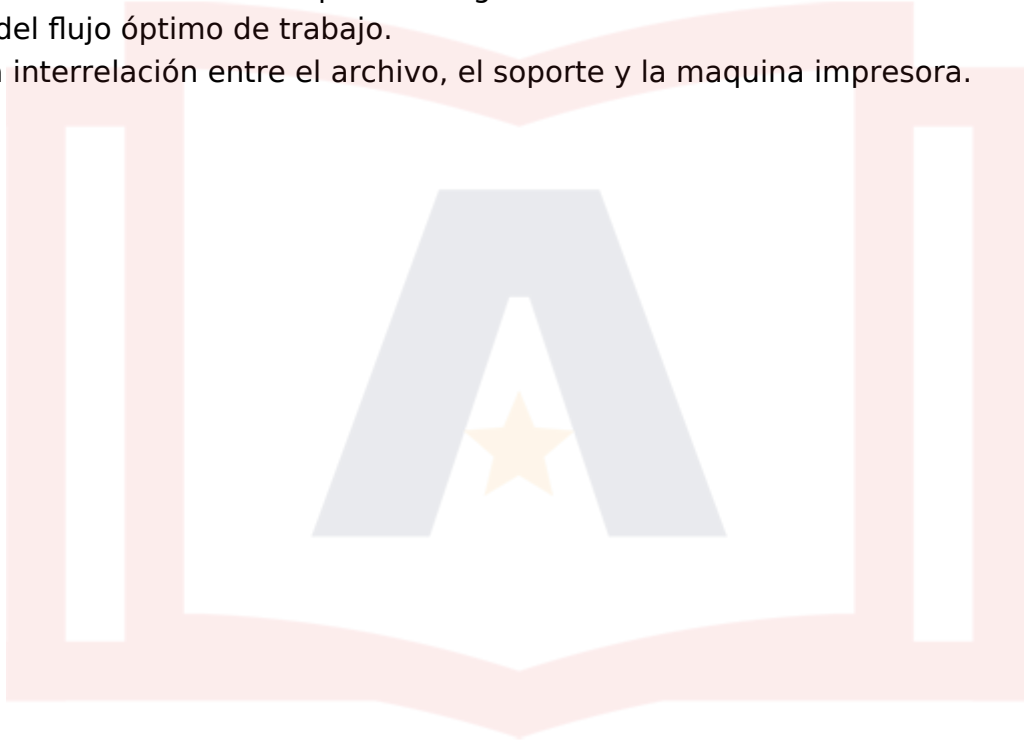 del flujo óptimo de trabajo.
interrelación entre el archivo, el soporte y la maquina impresora.